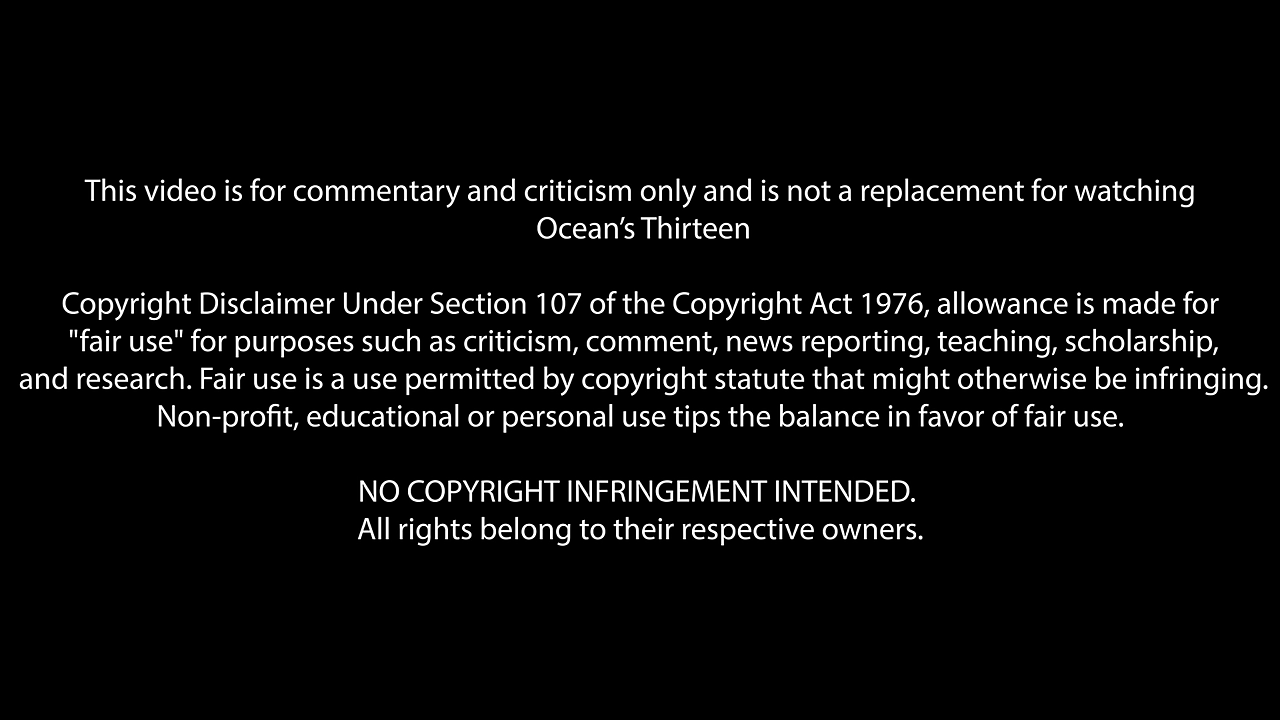 This video is for commentary and criticism only and is not a replacement for watching
Ocean’s Thirteen
Copyright Disclaimer Under Section 107 of the Copyright Act 1976, allowance is made for
"fair use" for purposes such as criticism, comment, news reporting, teaching, scholarship,
and research. Fair use is a use permitted by copyright statute that might otherwise be infringing.
Non-profit, educational or personal use tips the balance in favor of fair use.
NO COPYRIGHT INFRINGEMENT INTENDED.
All rights belong to their respective owners.